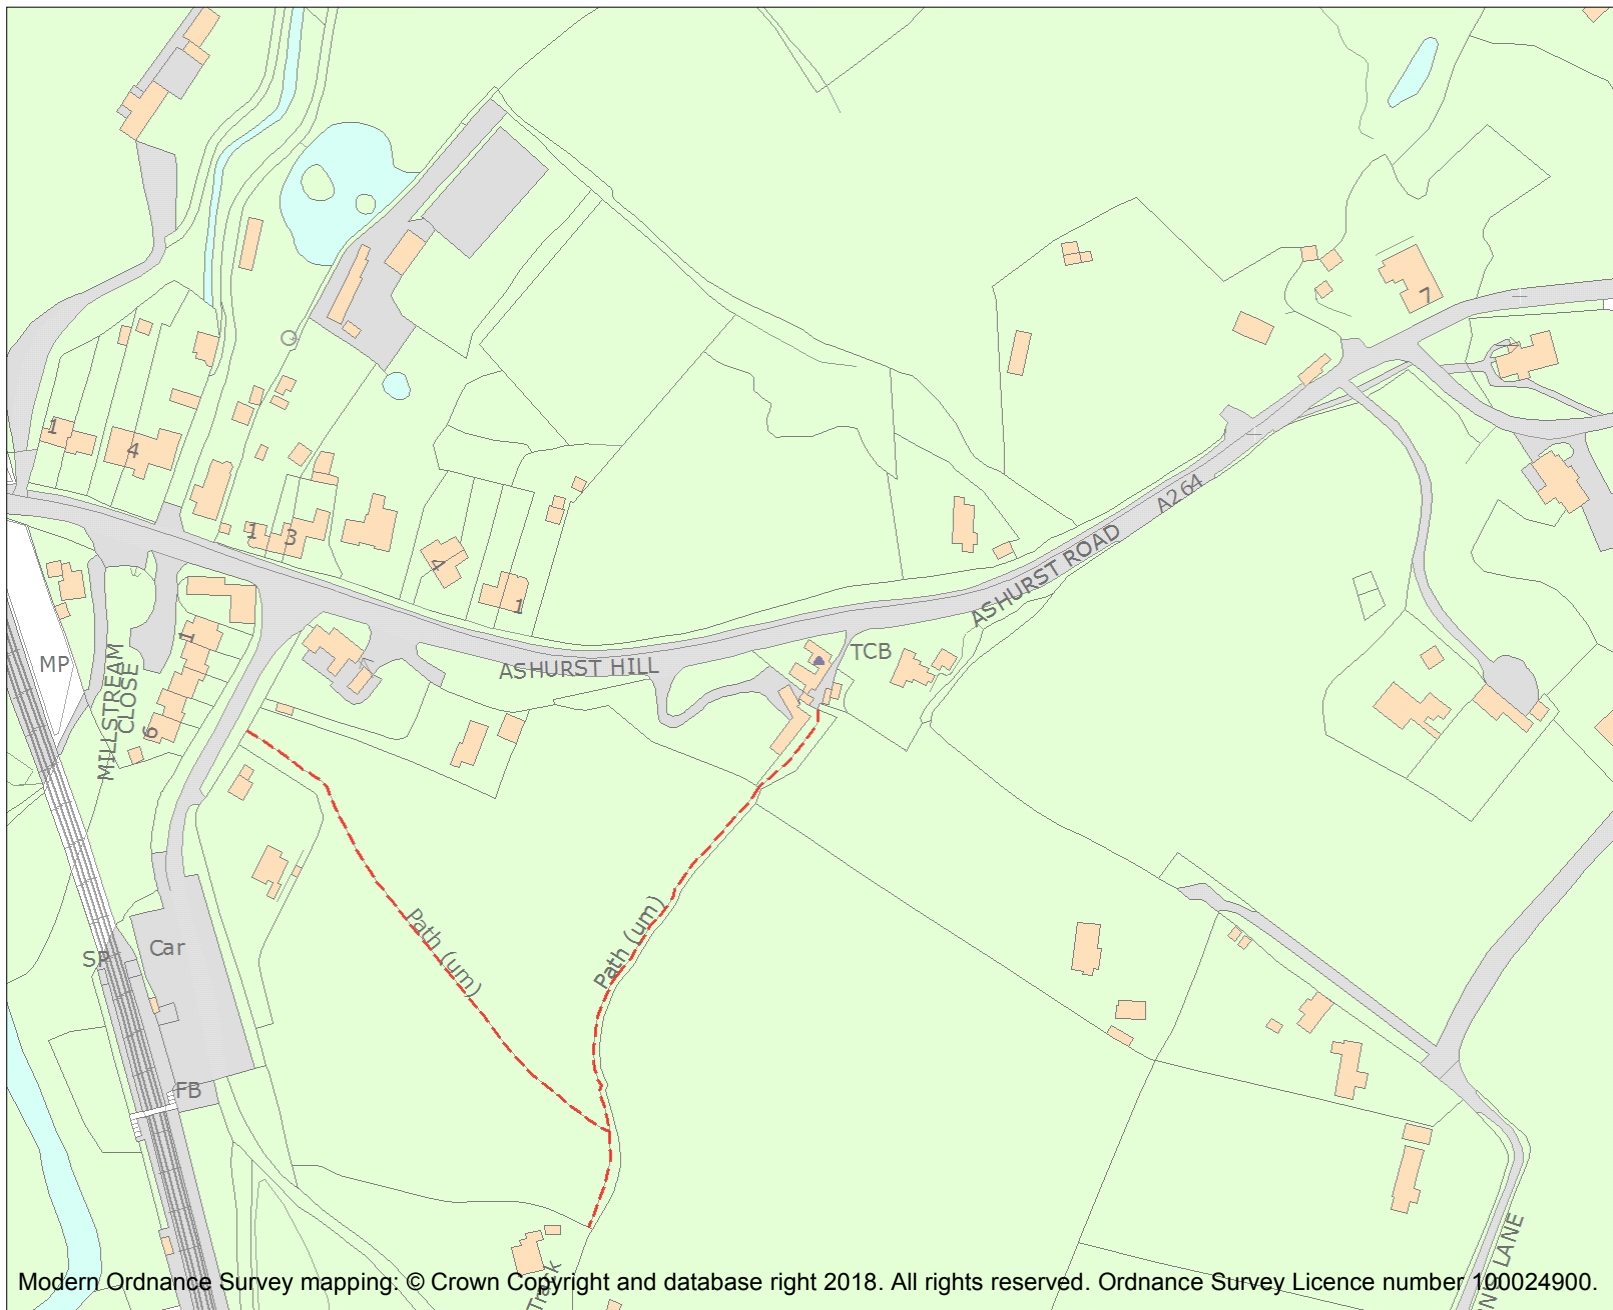 7
1
4
1
3
4
1
A264
ASHURST ROAD
ASHURST HILL
TCB
1
6
MP
MILLSTREAM
CLOSE
Path (um)
Path (um)
SP
Car
FB
Track
LANE
Modern Ordnance Survey mapping: © Crown Copyright and database right 2018. All rights reserved. Ordnance Survey Licence number 100024900.